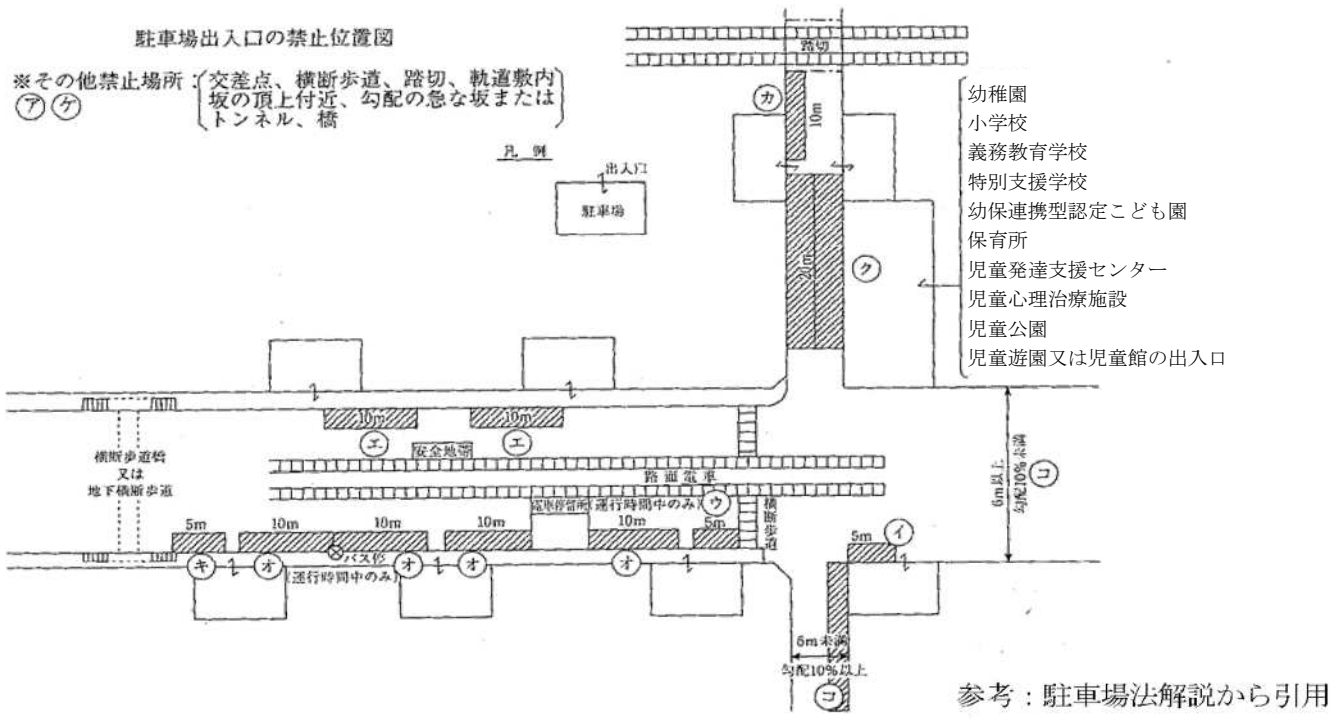 駐車場出入口の禁止位置図
※その他禁止場所:交差点、横断歩道、踏切、軌道敷内
坂の頂上付近、勾配の急な坂または
トンネル、橋
ア ケ
凡例
出入口
駐車場
踏切
カ
10m
20m
ク
幼稚園
小学校
義務教育学校
特別支援学校
幼保連携型認定こども園
保育所
児童発達支援センター
児童心理治療施設
児童公園
児童遊園又は児童館の出入口
10m
10m
エ
エ
安全地帯
横断歩道橋
又は
地下横断歩道
路面電車
電車停留所
(運行時間中のみ)
ウ
横断歩道
5m
10m
10m
10m
10m
5m
キ
オ
バス停
(運行時間中のみ)
オ
オ
オ
6m以上
勾配10%未満
コ
5m
イ
6m未満
勾配10%以上
コ
参考:駐車場法解説から引用